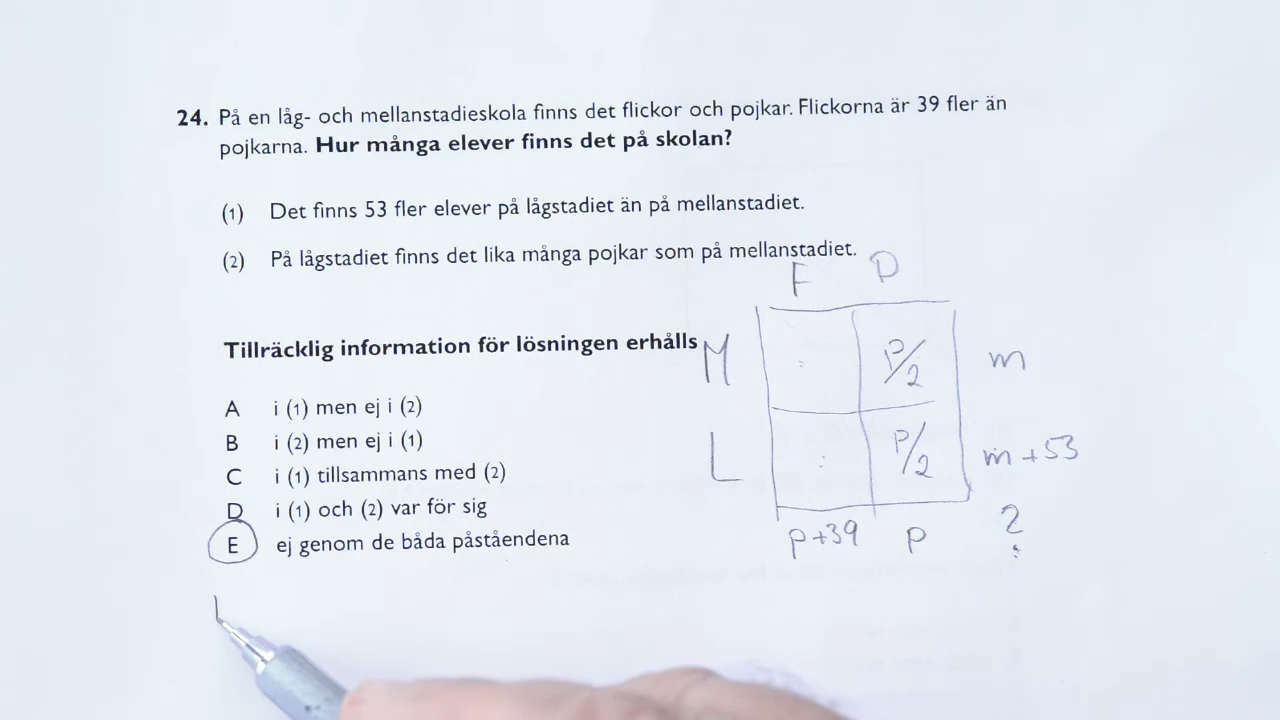 24. På en låg- och mellanstadieskola finns det flickor och pojkar. Flickorna är 39 fler än
pojkarna. Hur många elever finns det på skolan?
(1) Det finns 53 fler elever på lågstadiet än på mellanstadiet.
(2) På lågstadiet finns det lika många pojkar som på mellanstadiet.
F P
Tillräcklig information för lösningen erhålls
M P/2 m
A i (1) men ej i (2)
B i (2) men ej i (1)
L P/2 m+53
C i (1) tillsammans med (2)
D i (1) och (2) var för sig
E ej genom de båda påståendena
p+39 p ?